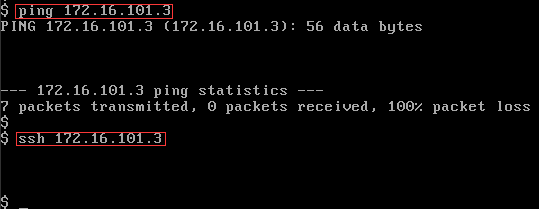 $ ping 172.16.101.3
PING 172.16.101.3 (172.16.101.3): 56 data bytes
--- 172.16.101.3 ping statistics ---
7 packets transmitted, 0 packets received, 100% packet loss
$
$ ssh 172.16.101.3
$ _